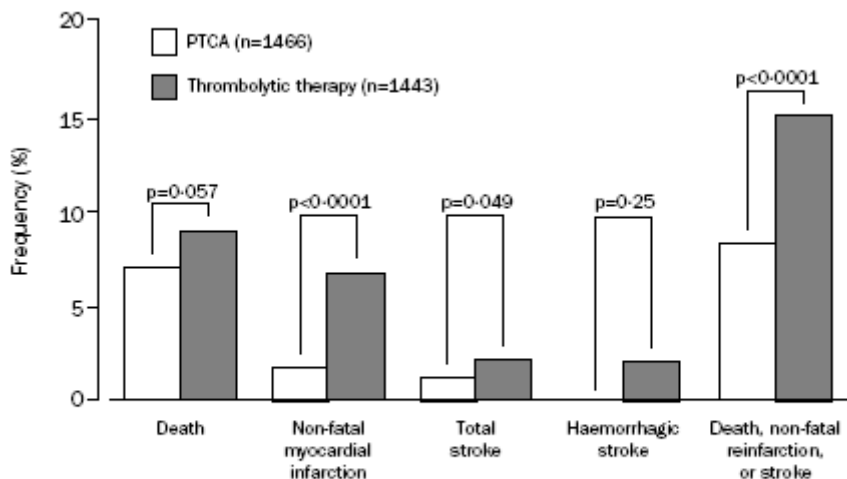 20
15
10
5
0
Frequency (%)
PTCA (n=1466)
Thrombolytic therapy (n=1443)
p=0·057
p<0·0001
p=0·049
p=0·25
p<0·0001
Death
Non-fatal
myocardial
infarction
Total
stroke
Haemorrhagic
stroke
Death, non-fatal
reinfarction,
or stroke